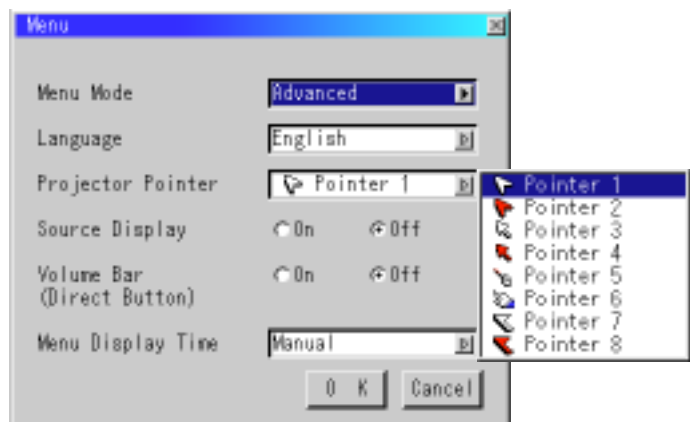 Menu
Menu Mode
Advanced
Language
English
Projector Pointer
Pointer 1
Source Display
On
Off
Volume Bar
(Direct Button)
On
Off
Menu Display Time
Manual
O K
Cancel
Pointer 1
Pointer 2
Pointer 3
Pointer 4
Pointer 5
Pointer 6
Pointer 7
Pointer 8